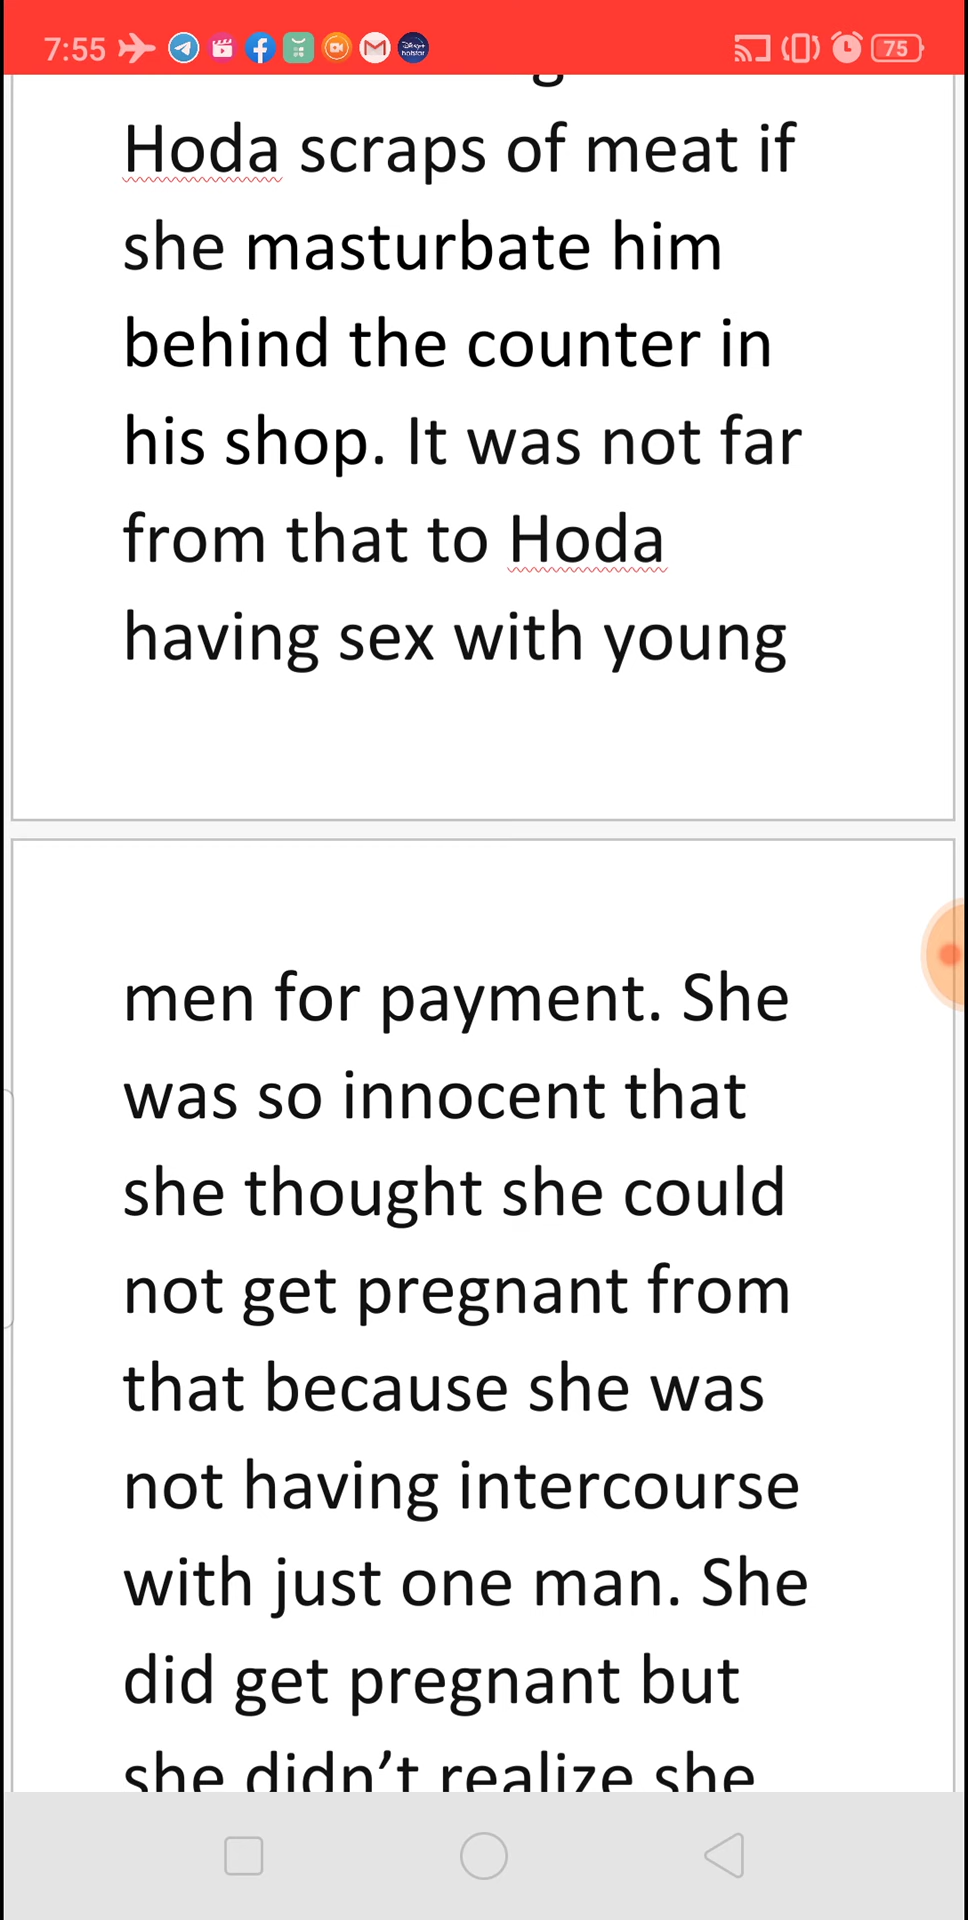 7:55
75
Hoda scraps of meat if
she masturbate him
behind the counter in
his shop. It was not far
from that to Hoda
having sex with young
men for payment. She
was so innocent that
she thought she could
not get pregnant from
that because she was
not having intercourse
with just one man. She
did get pregnant but
she didn’t realize she